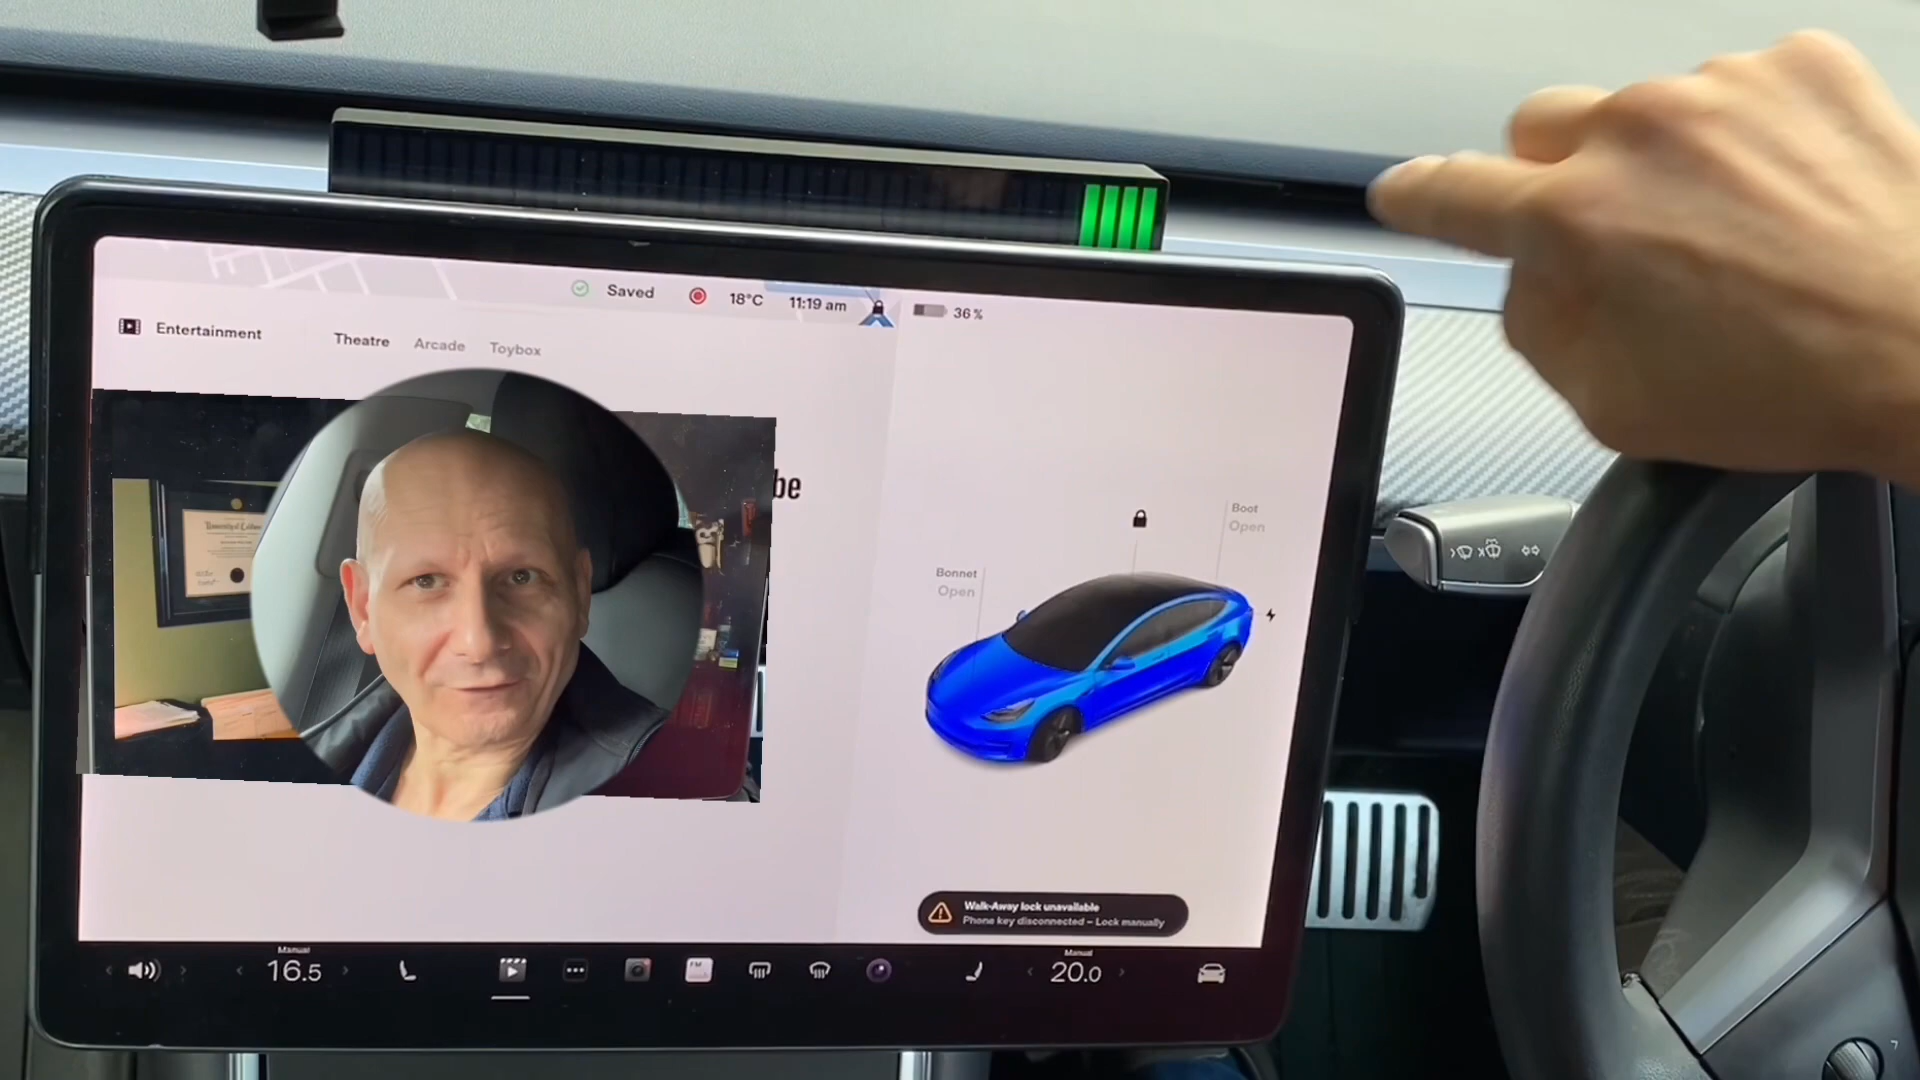 Saved
18°C
11:19 am
36%
Entertainment
Theatre
Arcade
Toybox
be
Boot
Open
Bonnet
Open
Walk-Away lock unavailable
Phone key disconnected – Lock manually
Manual
16.5
FM
Manual
20.0